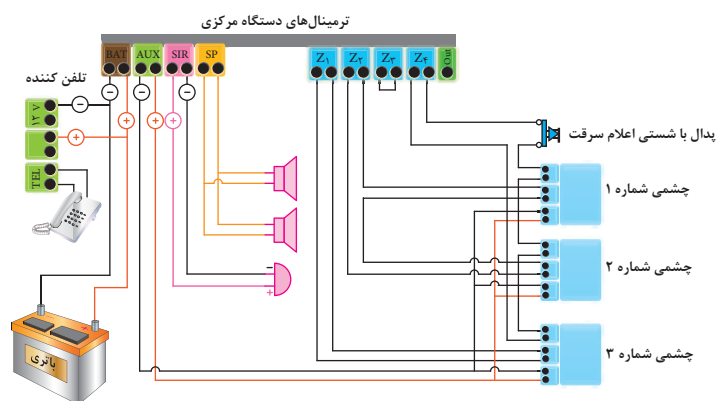 ترمینال‌های دستگاه مرکزی
BAT AUX SIR SP Z۱ Z۲ Z۳ Z۴ Out
تلفن کننده
۱۲ V
TEL
پدال با شستی اعلام سرقت
چشمی شماره ۱
چشمی شماره ۲
چشمی شماره ۳
باتری